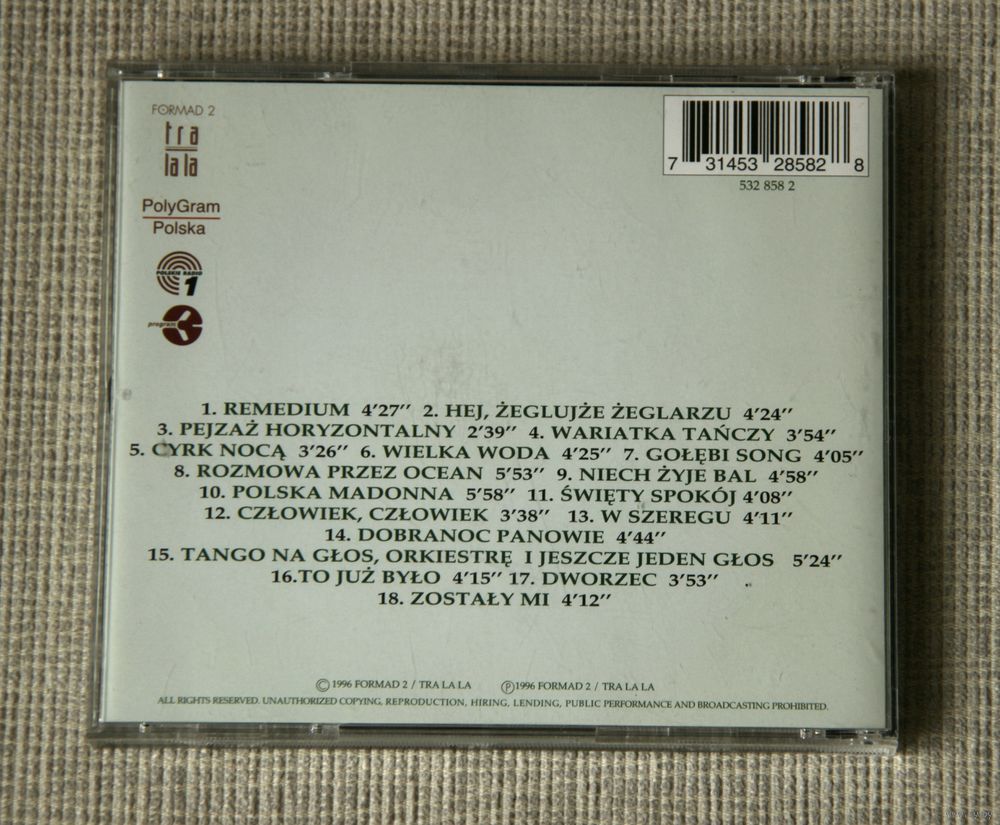 FORMAD 2
tra
la la
PolyGram
Polska
POLSKIE RADIO
1
program
7 31453 28582 8
532 858 2
1. REMEDIUM 4'27'' 2. HEJ, ŻEGLUJŻE ŻEGLARZU 4'24''
3. PEJZAŻ HORYZONTALNY 2'39'' 4. WARIATKA TAŃCZY 3'54''
5. CYRK NOCĄ 3'26'' 6. WIELKA WODA 4'25'' 7. GOŁĘBI SONG 4'05''
8. ROZMOWA PRZEZ OCEAN 5'53'' 9. NIECH ŻYJE BAL 4'58''
10. POLSKA MADONNA 5'58'' 11. ŚWIĘTY SPOKÓJ 4'08''
12. CZŁOWIEK, CZŁOWIEK 3'38'' 13. W SZEREGU 4'11''
14. DOBRANOC PANOWIE 4'44''
15. TANGO NA GŁOS, ORKIESTRĘ I JESZCZE JEDEN GŁOS 5'24''
16.TO JUŻ BYŁO 4'15'' 17. DWORZEC 3'53''
18. ZOSTAŁY MI 4'12''
©1996 FORMAD 2 / TRA LA LA ℗1996 FORMAD 2 / TRA LA LA
ALL RIGHTS RESERVED. UNAUTHORIZED COPYING, REPRODUCTION, HIRING, LENDING, PUBLIC PERFORMANCE AND BROADCASTING PROHIBITED.